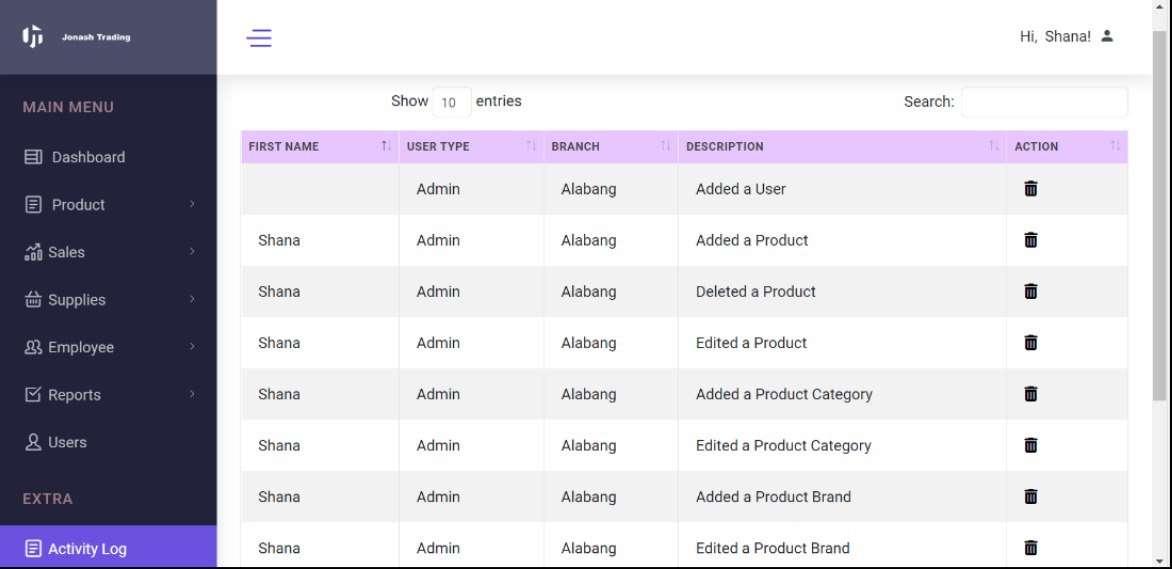 Jonash Trading
Hi, Shana!
MAIN MENU
Dashboard
Product
Sales
Supplies
Employee
Reports
Users
EXTRA
Activity Log
Show 10 entries
Search:
FIRST NAME USER TYPE BRANCH DESCRIPTION ACTION
Admin Alabang Added a User
Shana Admin Alabang Added a Product
Shana Admin Alabang Deleted a Product
Shana Admin Alabang Edited a Product
Shana Admin Alabang Added a Product Category
Shana Admin Alabang Edited a Product Category
Shana Admin Alabang Added a Product Brand
Shana Admin Alabang Edited a Product Brand